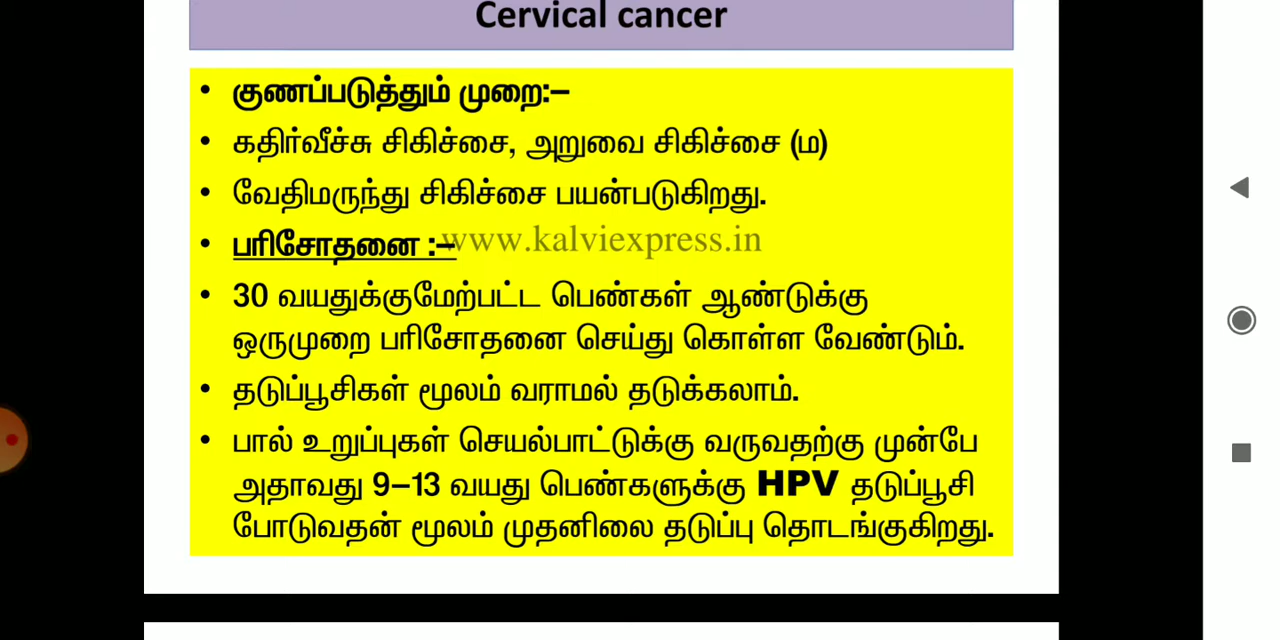 Cervical cancer
• குணப்படுத்தும் முறை:–
• கதிர்வீச்சு சிகிச்சை, அறுவை சிகிச்சை (ம)
• வேதிமருந்து சிகிச்சை பயன்படுகிறது.
• பரிசோதனை :–
www.kalviexpress.in
• 30 வயதுக்குமேற்பட்ட பெண்கள் ஆண்டுக்கு
ஒருமுறை பரிசோதனை செய்து கொள்ள வேண்டும்.
• தடுப்பூசிகள் மூலம் வராமல் தடுக்கலாம்.
• பால் உறுப்புகள் செயல்பாட்டுக்கு வருவதற்கு முன்பே
அதாவது 9–13 வயது பெண்களுக்கு HPV தடுப்பூசி
போடுவதன் மூலம் முதனிலை தடுப்பு தொடங்குகிறது.